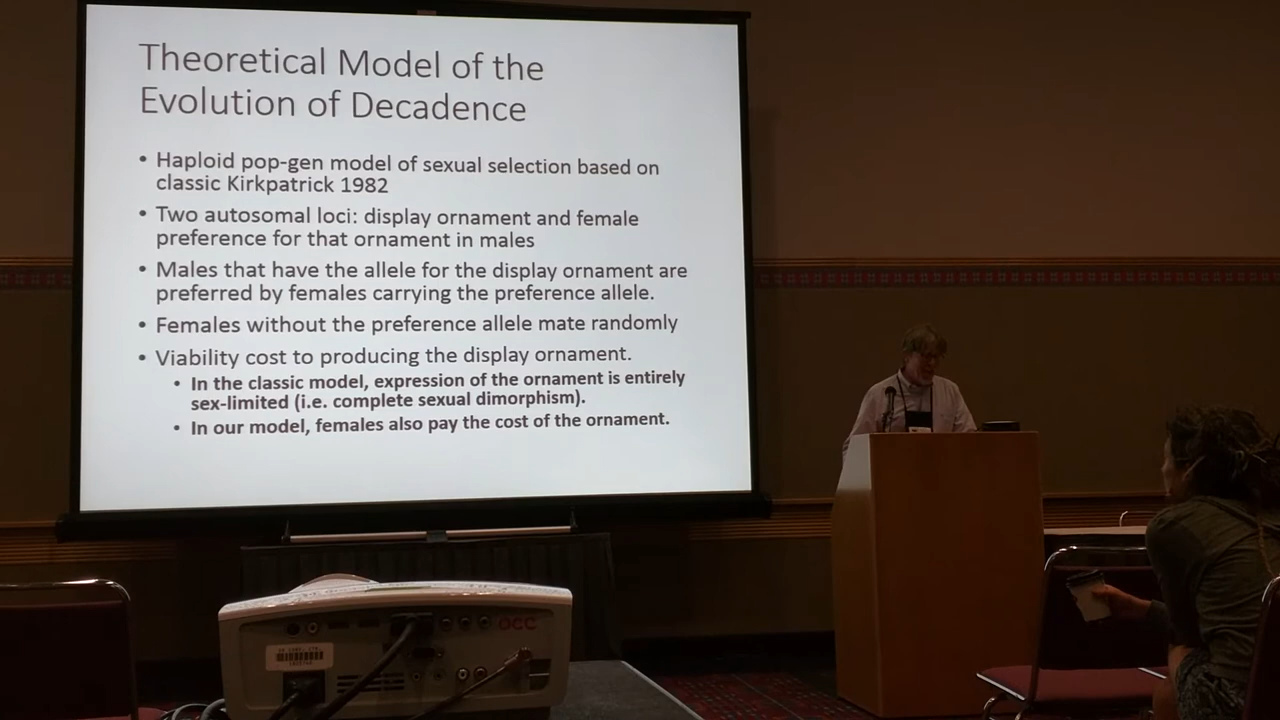 Theoretical Model of the
Evolution of Decadence
• Haploid pop-gen model of sexual selection based on
classic Kirkpatrick 1982
• Two autosomal loci: display ornament and female
preference for that ornament in males
• Males that have the allele for the display ornament are
preferred by females carrying the preference allele.
• Females without the preference allele mate randomly
• Viability cost to producing the display ornament.
• In the classic model, expression of the ornament is entirely
sex-limited (i.e. complete sexual dimorphism).
• In our model, females also pay the cost of the ornament.
OCC